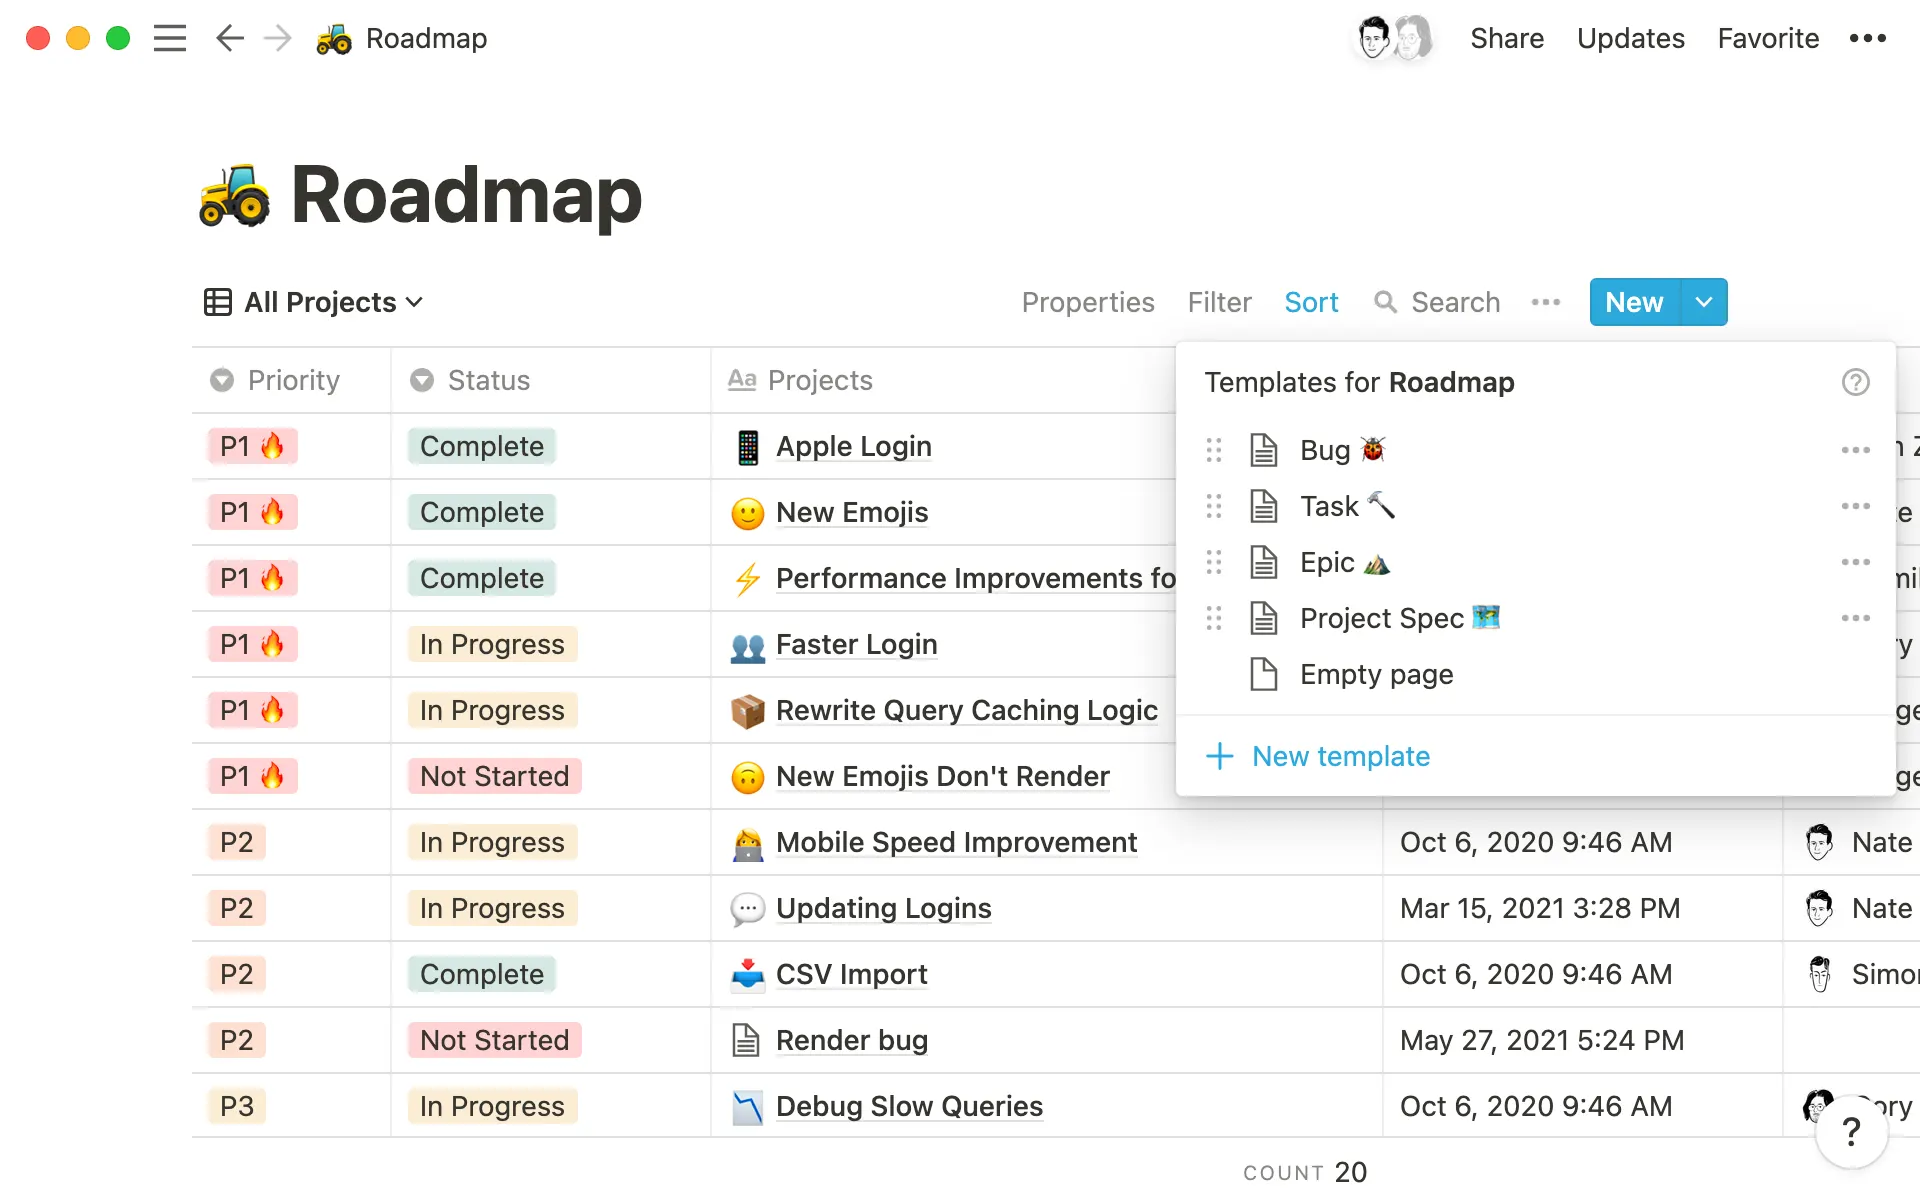 Roadmap
Share Updates Favorite
Roadmap
All Projects
Properties Filter Sort Search New
Priority Status Aa Projects
Templates for Roadmap
Bug
Task
Epic
Project Spec
Empty page
New template
P1 Complete Apple Login
P1 Complete New Emojis
P1 Complete Performance Improvements fo
P1 In Progress Faster Login
P1 In Progress Rewrite Query Caching Logic
P1 Not Started New Emojis Don't Render
P2 In Progress Mobile Speed Improvement Oct 6, 2020 9:46 AM Nate
P2 In Progress Updating Logins Mar 15, 2021 3:28 PM Nate
P2 Complete CSV Import Oct 6, 2020 9:46 AM Simon
P2 Not Started Render bug May 27, 2021 5:24 PM
P3 In Progress Debug Slow Queries Oct 6, 2020 9:46 AM ory
?
COUNT 20